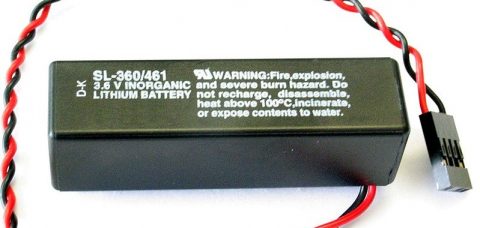 D-K
SL-360/461
3.6 V INORGANIC
LITHIUM BATTERY
WARNING: Fire, explosion,
and severe burn hazard. Do
not recharge, disassemble,
heat above 100°C, incinerate,
or expose contents to water.